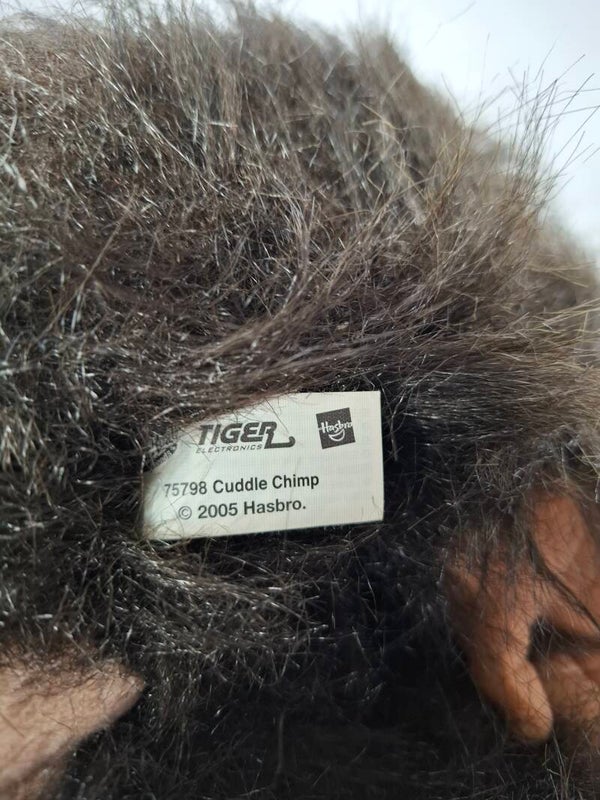 TIGER Hasbro
ELECTRONICS
75798 Cuddle Chimp
© 2005 Hasbro.